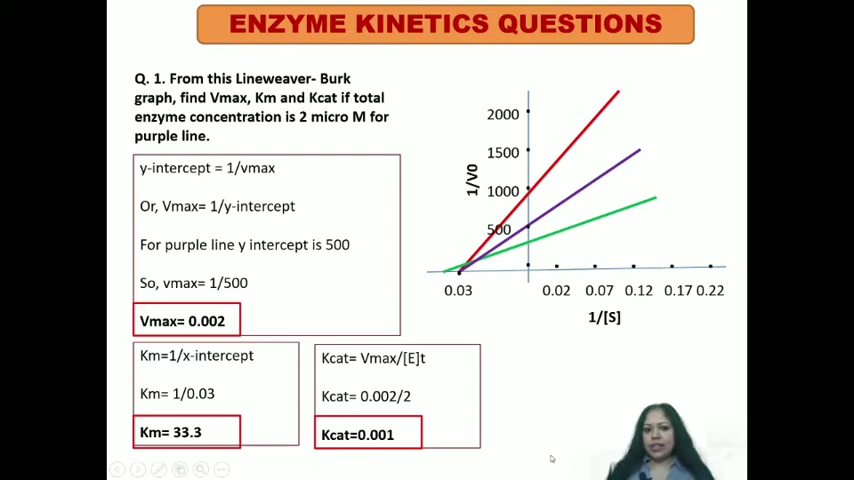 ENZYME KINETICS QUESTIONS
Q. 1. From this Lineweaver- Burk
graph, find Vmax, Km and Kcat if total
enzyme concentration is 2 micro M for
purple line.
y-intercept = 1/vmax
Or, Vmax= 1/y-intercept
For purple line y intercept is 500
So, vmax= 1/500
Vmax= 0.002
Km=1/x-intercept
Km= 1/0.03
Km= 33.3
Kcat= Vmax/[E]t
Kcat= 0.002/2
Kcat=0.001
2000
1500
1000
500
1/V0
0.03 0.02 0.07 0.12 0.17 0.22
1/[S]